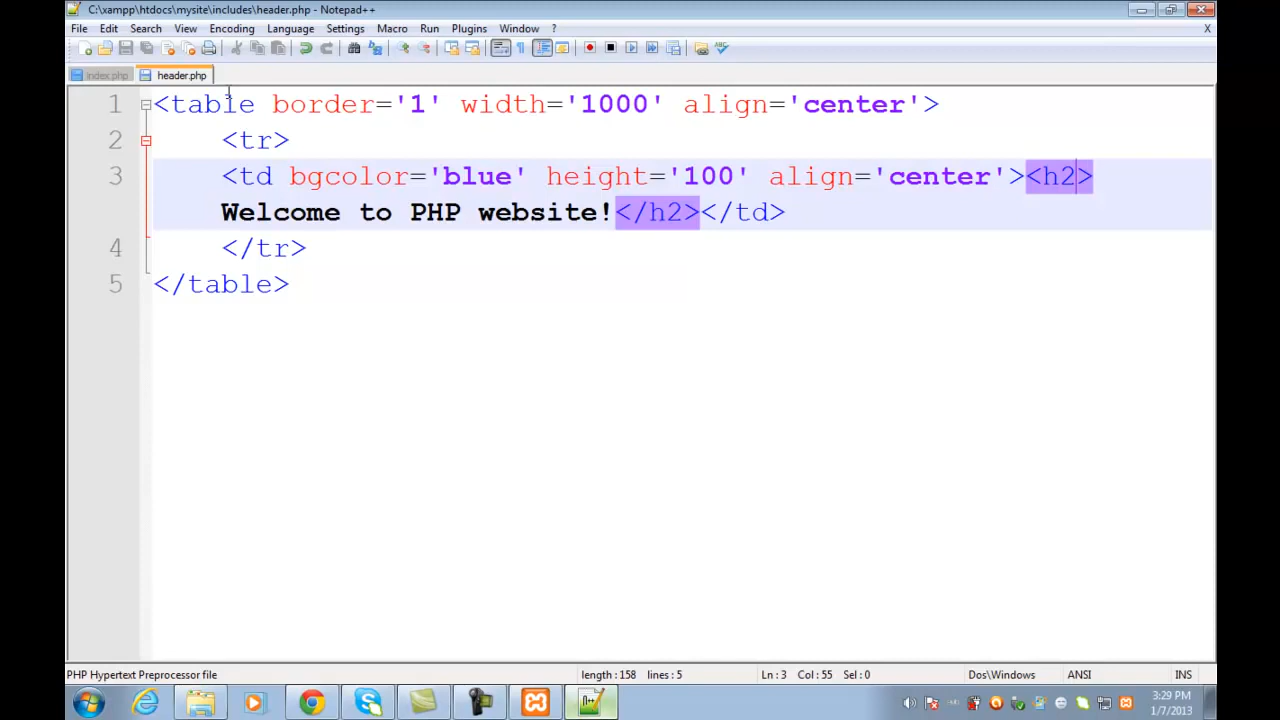 C:\xampp\htdocs\mysite\includes\header.php - Notepad++
File Edit Search View Encoding Language Settings Macro Run Plugins Window ? X
index.php header.php
1 <table border='1' width='1000' align='center'>
2 <tr>
3 <td bgcolor='blue' height='100' align='center'><h2>
Welcome to PHP website!</h2></td>
4 </tr>
5 </table>
PHP Hypertext Preprocessor file length : 158 lines : 5 Ln : 3 Col : 55 Sel : 0 Dos\Windows ANSI INS
3:29 PM
1/7/2013